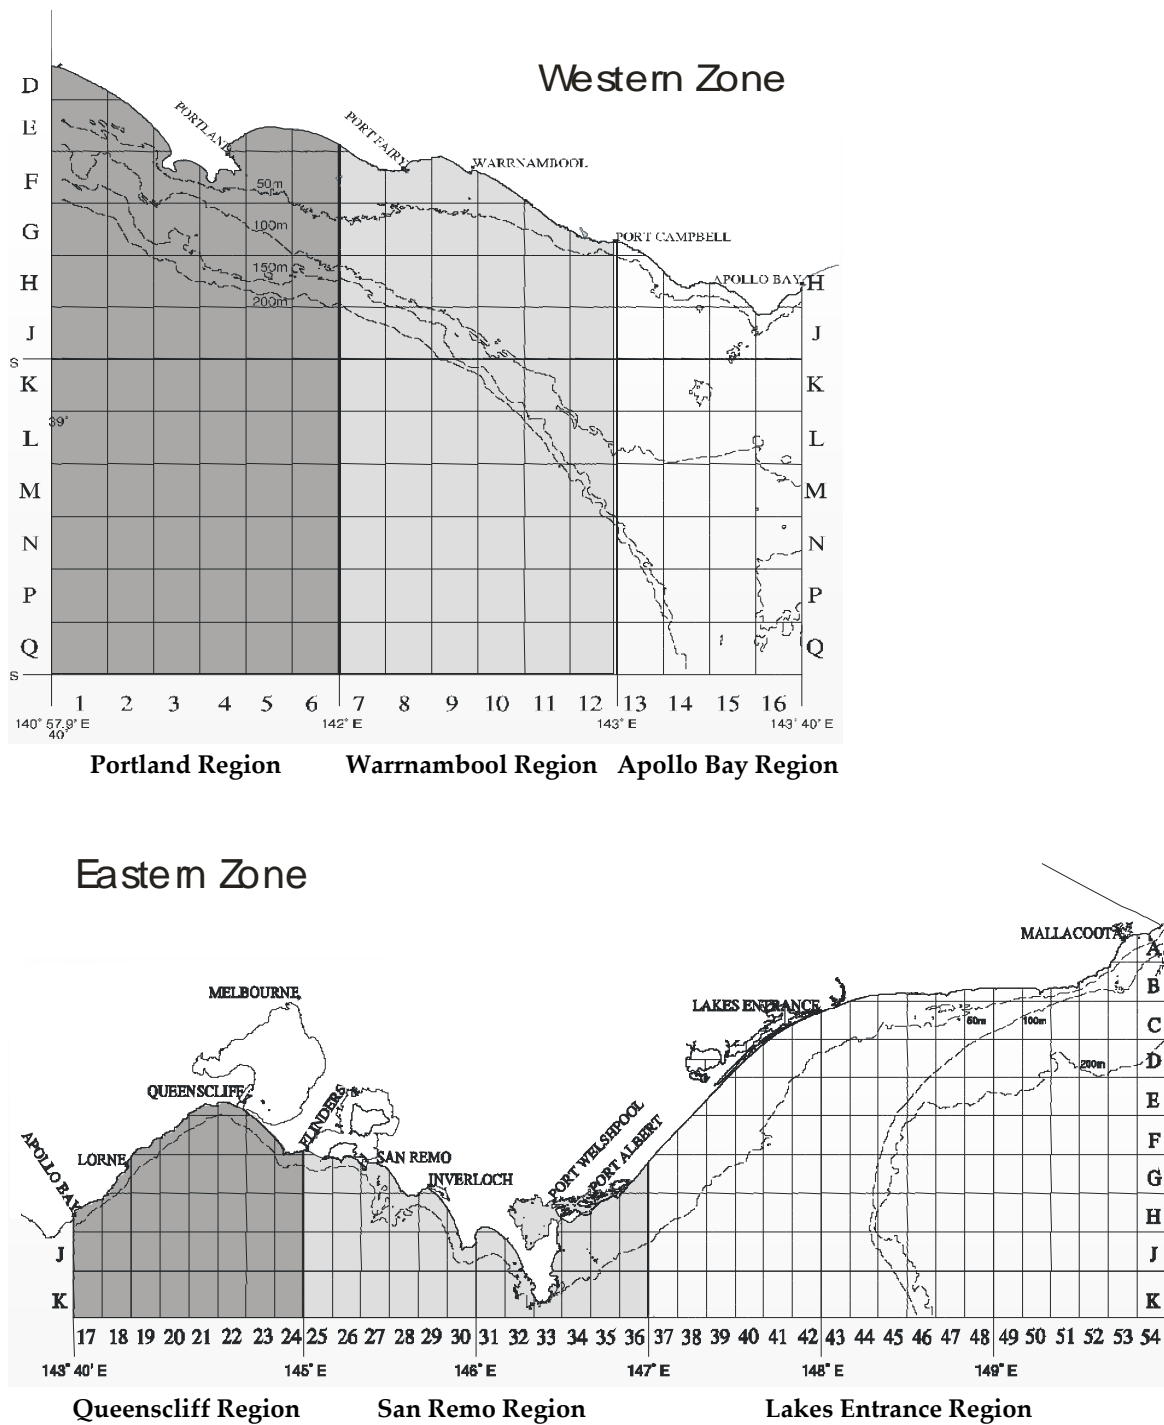 Western Zone
D
E
F
G
H
J
S
K
39°
L
M
N
P
Q
S
PORTLAND
PORT FAIRY
WARRNAMBOOL
PORT CAMPBELL
APOLLO BAY
50m
100m
150m
200m
H
J
K
L
M
N
P
Q
1 2 3 4 5 6 7 8 9 10 11 12 13 14 15 16
140° 57.9' E 142° E 143° E 143° 40' E
40'
Portland Region Warrnambool Region Apollo Bay Region
Eastern Zone
MALLACOOTA
MELBOURNE
LAKES ENTRANCE
QUEENSCLIFF
FLINDERS
PORT WELSHPOOL
PORT ALBERT
APOLLO BAY
LORNE
SAN REMO
INVERLOCH
50m
100m
200m
A
B
C
D
E
F
G
H
J
K
J
K
17 18 19 20 21 22 23 24 25 26 27 28 29 30 31 32 33 34 35 36 37 38 39 40 41 42 43 44 45 46 47 48 49 50 51 52 53 54
143° 40' E 145° E 146° E 147° E 148° E 149° E
Queenscliff Region San Remo Region Lakes Entrance Region